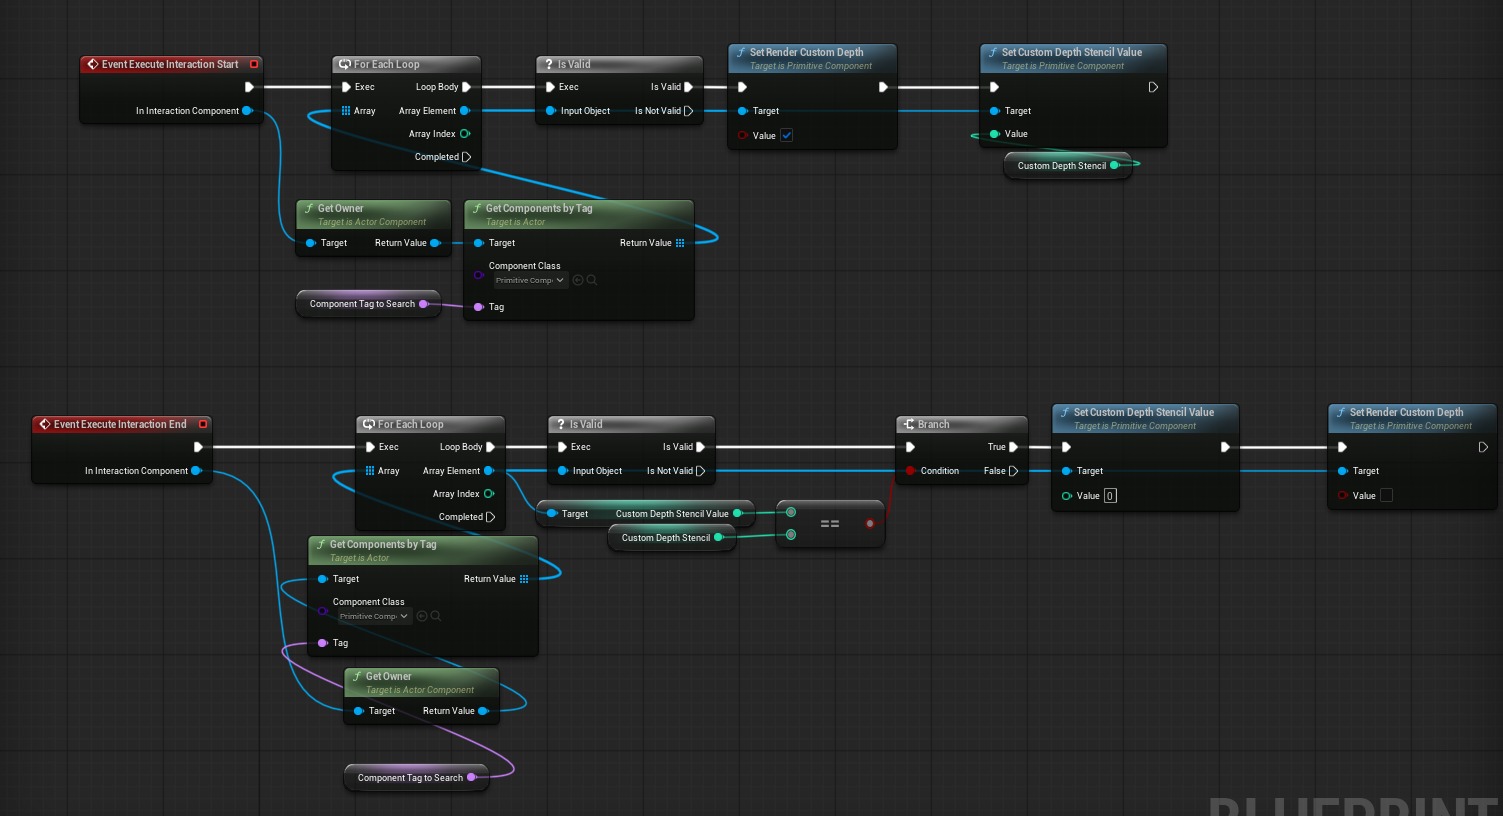 Event Execute Interaction Start
In Interaction Component
For Each Loop
Exec
Loop Body
Array
Array Element
Array Index
Completed
? Is Valid
Exec
Is Valid
Input Object
Is Not Valid
f Set Render Custom Depth
Target is Primitive Component
Target
Value
f Set Custom Depth Stencil Value
Target is Primitive Component
Target
Value
Custom Depth Stencil
f Get Owner
Target is Actor Component
Target
Return Value
f Get Components by Tag
Target is Actor
Target
Return Value
Component Class
Primitive Comp
Tag
Component Tag to Search
Event Execute Interaction End
In Interaction Component
For Each Loop
Exec
Loop Body
Array
Array Element
Array Index
Completed
? Is Valid
Exec
Is Valid
Input Object
Is Not Valid
Target
Custom Depth Stencil Value
Custom Depth Stencil
==
Branch
True
Condition
False
f Set Custom Depth Stencil Value
Target is Primitive Component
Target
Value 0
f Set Render Custom Depth
Target is Primitive Component
Target
Value
f Get Components by Tag
Target is Actor
Target
Return Value
Component Class
Primitive Comp
Tag
f Get Owner
Target is Actor Component
Target
Return Value
Component Tag to Search
BLUEPRINT